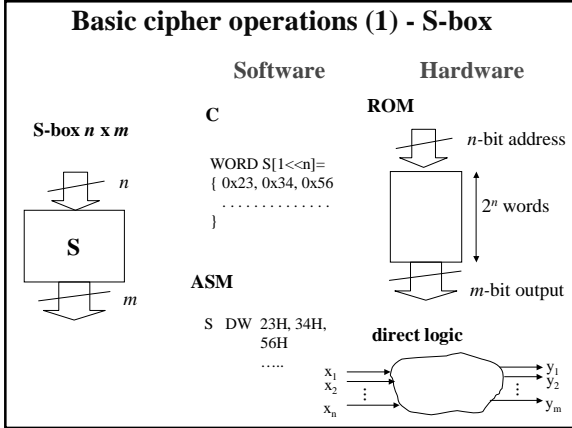 Basic cipher operations (1) - S-box
Software
Hardware
S-box n x m
n
S
m
C
WORD S[1<<n]=
{ 0x23, 0x34, 0x56
. . . . . . . . . . . . . .
}
ASM
S DW 23H, 34H,
56H
…..
ROM
n-bit address
2ⁿ words
m-bit output
direct logic
x₁
x₂
⋮
xₙ
y₁
y₂
⋮
yₘ